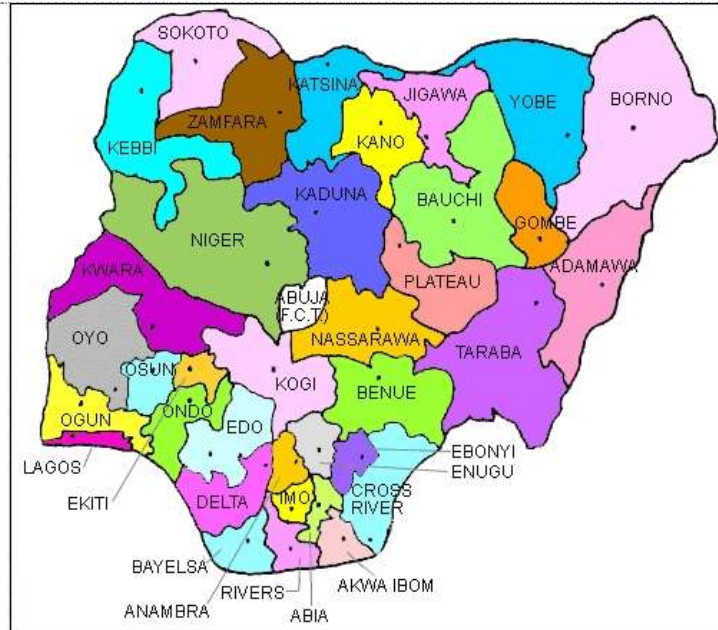 SOKOTO
KATSINA
JIGAWA
YOBE
BORNO
ZAMFARA
KANO
KEBBI
KADUNA
BAUCHI
GOMBE
NIGER
ADAMAWA
KWARA
PLATEAU
ABUJA
(F.C.T.)
OYO
NASSARAWA
TARABA
OSUN
KOGI
BENUE
OGUN
ONDO
EDO
EBONYI
LAGOS
ENUGU
EKITI
DELTA
IMO
CROSS
RIVER
BAYELSA
RIVERS
AKWA IBOM
ANAMBRA
ABIA